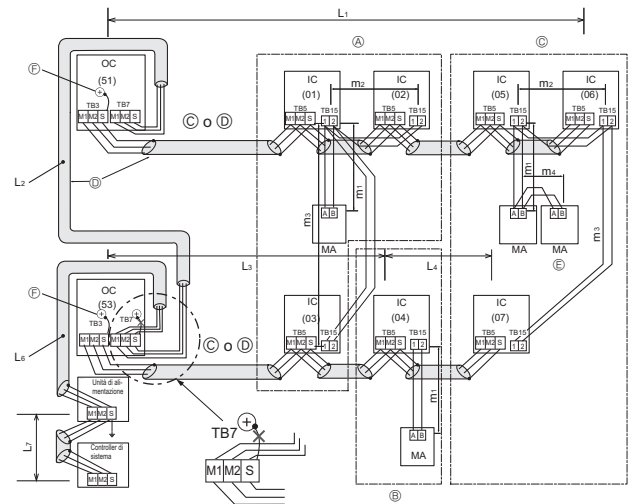 L1
Ⓐ
Ⓒ
Ⓕ
OC
(51)
TB3 TB7
M1 M2 S M1 M2 S
Ⓒ o Ⓓ
IC
(01)
TB5 TB15
M1 M2 S 1 2
m2
IC
(02)
TB5 TB15
M1 M2 S 1 2
IC
(05)
TB5 TB15
M1 M2 S 1 2
m2
IC
(06)
TB5 TB15
M1 M2 S 1 2
L2
Ⓓ
m3
m1
A B
MA
m1
m4
A B
MA
A B
MA
Ⓔ
m3
L3
L4
Ⓕ
OC
(53)
TB3 TB7
M1 M2 S M1 M2 S
Ⓒ o Ⓓ
IC
(03)
TB5 TB15
M1 M2 S 1 2
IC
(04)
TB5 TB15
M1 M2 S 1 2
IC
(07)
TB5 TB15
M1 M2 S 1 2
L6
Unità di ali-
mentazione
M1 M2 S
L7
Controller di
sistema
M1 M2 S
TB7
M1 M2 S
m1
A B
MA
Ⓑ